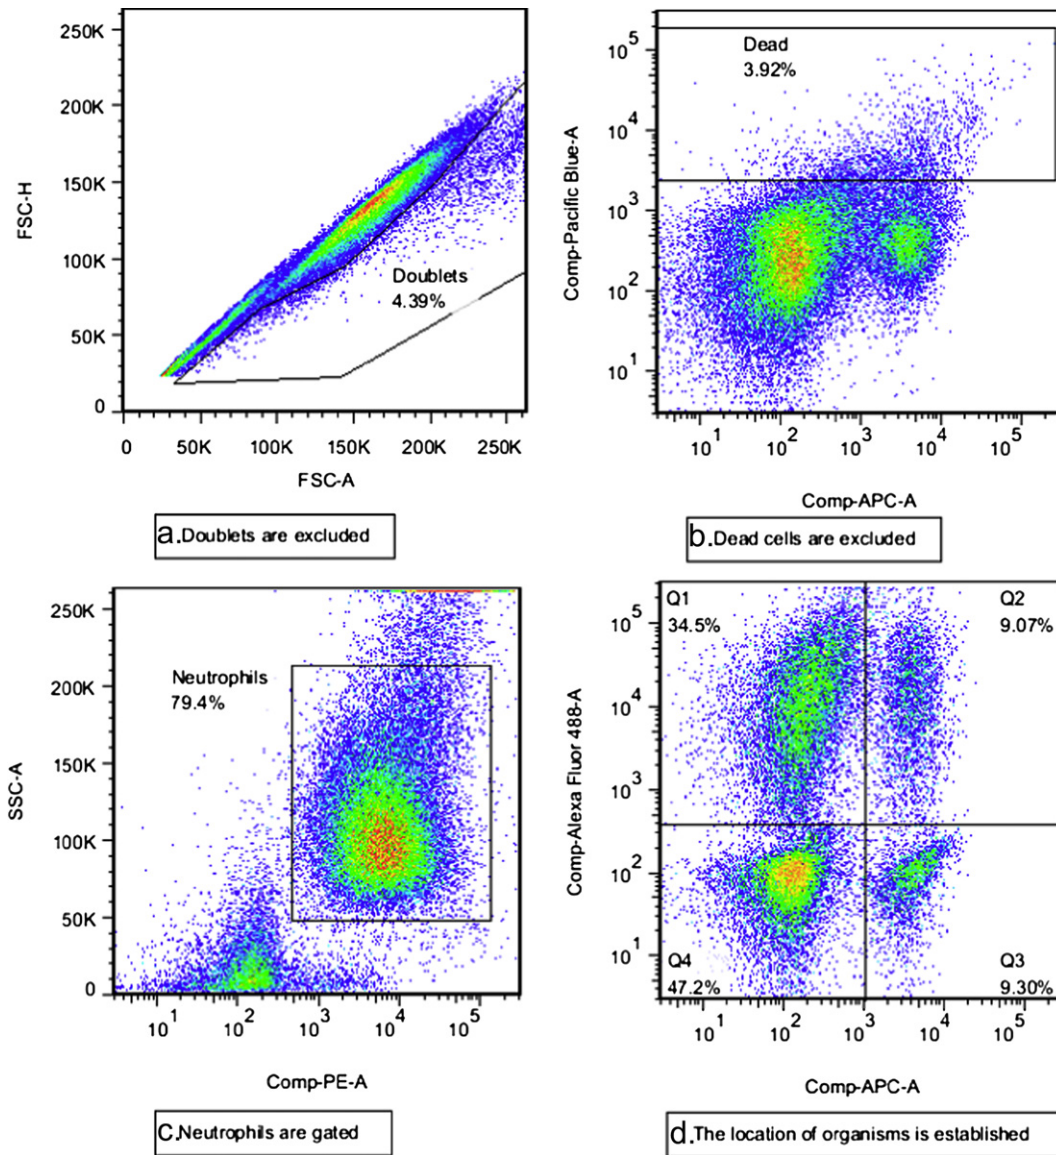 250K
200K
150K
100K
50K
0
FSC-H
Doublets
4.39%
0 50K 100K 150K 200K 250K
FSC-A
a.Doublets are excluded
10^5
10^4
10^3
10^2
10^1
Comp-Pacific Blue-A
Dead
3.92%
10^1 10^2 10^3 10^4 10^5
Comp-APC-A
b.Dead cells are excluded
250K
200K
150K
100K
50K
0
SSC-A
Neutrophils
79.4%
10^1 10^2 10^3 10^4 10^5
Comp-PE-A
c.Neutrophils are gated
10^5
10^4
10^3
10^2
10^1
Comp-Alexa Fluor 488-A
Q1
34.5%
Q2
9.07%
Q4
47.2%
Q3
9.30%
10^1 10^2 10^3 10^4 10^5
Comp-APC-A
d.The location of organisms is established